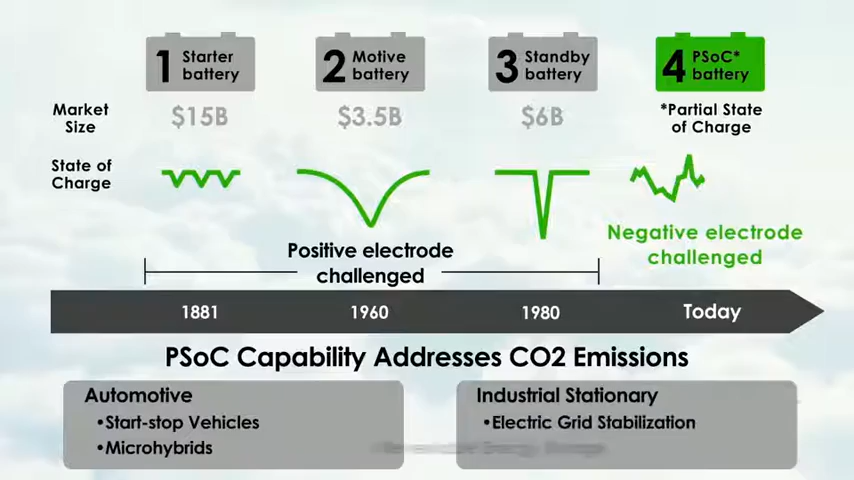 1 Starter battery
2 Motive battery
3 Standby battery
4 PSoC* battery
Market Size
$15B
$3.5B
$6B
*Partial State of Charge
State of Charge
Negative electrode
challenged
Positive electrode
challenged
1881
1960
1980
Today
PSoC Capability Addresses CO2 Emissions
Automotive
•Start-stop Vehicles
•Microhybrids
Industrial Stationary
•Electric Grid Stabilization